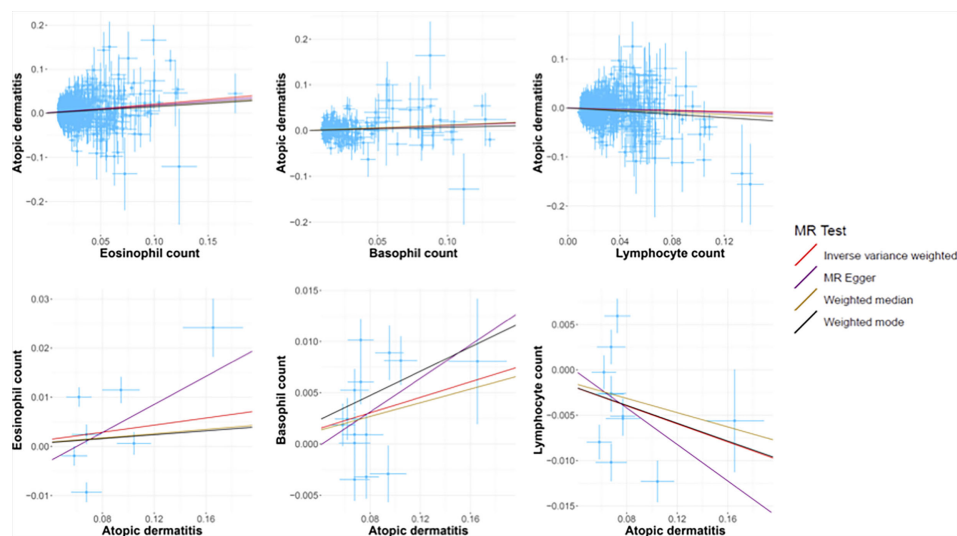 0.2
0.1
0.0
−0.1
−0.2
Atopic dermatitis
0.05
0.10
0.15
Eosinophil count
0.2
0.1
0.0
−0.1
−0.2
Atopic dermatitis
0.05
0.10
Basophil count
0.1
0.0
−0.1
−0.2
Atopic dermatitis
0.00
0.04
0.08
0.12
Lymphocyte count
MR Test
Inverse variance weighted
MR Egger
Weighted median
Weighted mode
0.03
0.02
0.01
0.00
−0.01
Eosinophil count
0.08
0.12
0.16
Atopic dermatitis
0.015
0.010
0.005
0.000
−0.005
Basophil count
0.08
0.12
0.16
Atopic dermatitis
0.005
0.000
−0.005
−0.010
−0.015
Lymphocyte count
0.08
0.12
0.16
Atopic dermatitis